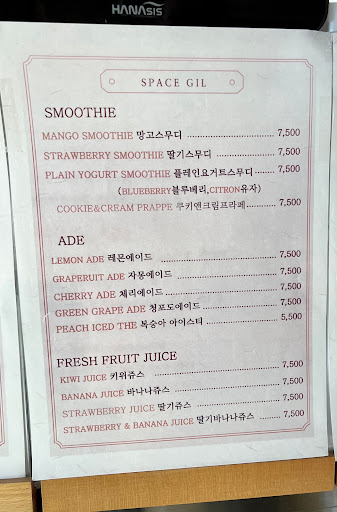 HANASIS
SPACE GIL
SMOOTHIE
MANGO SMOOTHIE 망고스무디 ........................ 7,500
STRAWBERRY SMOOTHIE 딸기스무디 .................. 7,500
PLAIN YOGURT SMOOTHIE 플레인요거트스무디 ........ 7,500
(BLUEBERRY블루베리,CITRON유자)
COOKIE&CREAM PRAPPE 쿠키앤크림프라페 ........ 7,500
ADE
LEMON ADE 레몬에이드 ........................ 7,500
GRAPERUIT ADE 자몽에이드 ........................ 7,500
CHERRY ADE 체리에이드 ........................ 7,500
GREEN GRAPE ADE 청포도에이드 .................. 7,500
PEACH ICED THE 복숭아 아이스티 .................. 5,500
FRESH FRUIT JUICE
KIWI JUICE 키위쥬스 ........................ 7,500
BANANA JUICE 바나나쥬스 ........................ 7,500
STRAWBERRY JUICE 딸기쥬스 .................. 7,500
STRAWBERRY & BANANA JUICE 딸기바나나쥬스 ........ 7,500